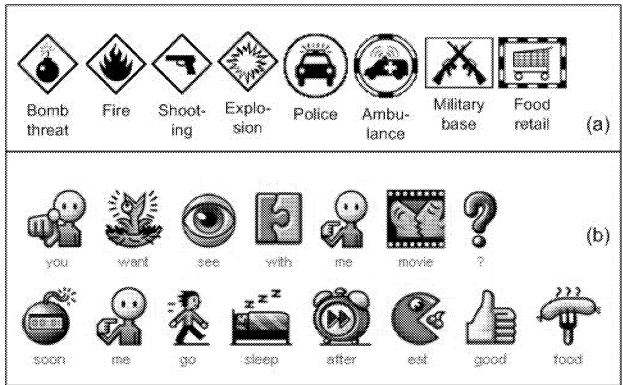 Bomb threat
Fire
Shoot-ing
Explo-sion
Police
Ambu-lance
Military base
Food retail
(a)
you want see with me movie ?
(b)
soon me go sleep after est good food
z z z